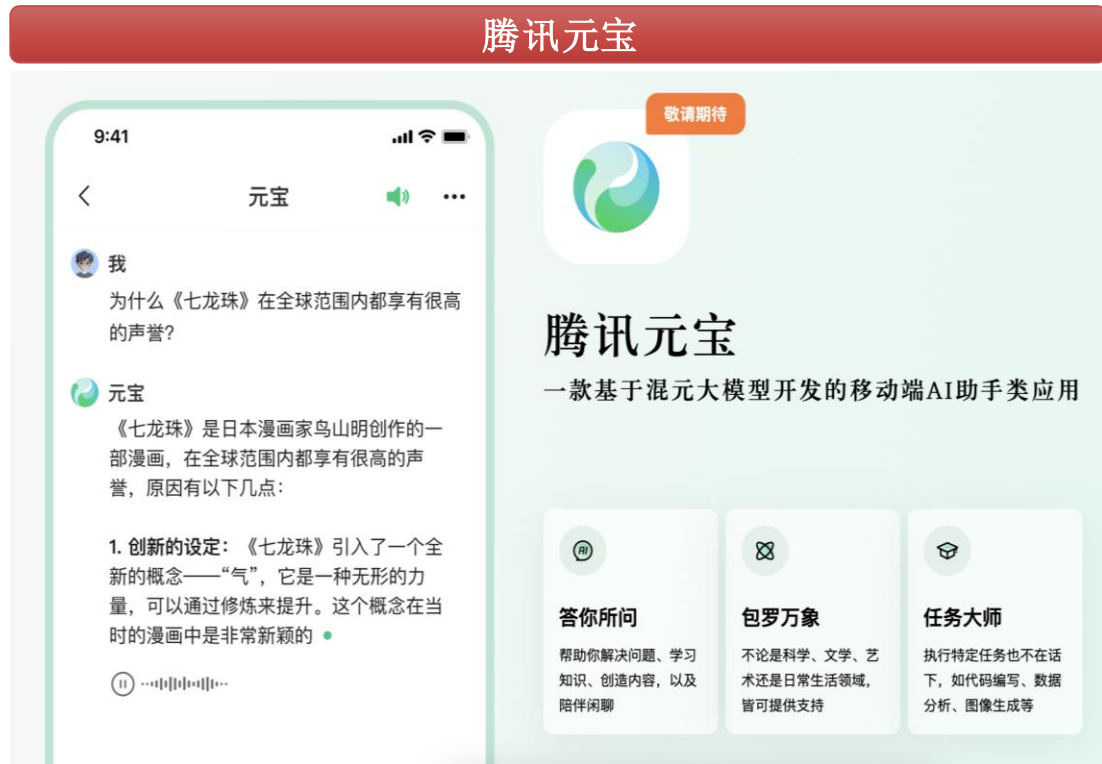 腾讯元宝
9:41
元宝
我
为什么《七龙珠》在全球范围内都享有很高
的声誉?
元宝
《七龙珠》是日本漫画家鸟山明创作的一
部漫画，在全球范围内都享有很高的声
誉，原因有以下几点：
1. 创新的设定：《七龙珠》引入了一个全
新的概念——“气”，它是一种无形的力
量，可以通过修炼来提升。这个概念在当
时的漫画中是非常新颖的
敬请期待
腾讯元宝
一款基于混元大模型开发的移动端AI助手类应用
AI
答你所问
帮助你解决问题、学习
知识、创造内容，以及
陪伴闲聊
包罗万象
不论是科学、文学、艺
术还是日常生活领域，
皆可提供支持
任务大师
执行特定任务也不在话
下，如代码编写、数据
分析、图像生成等